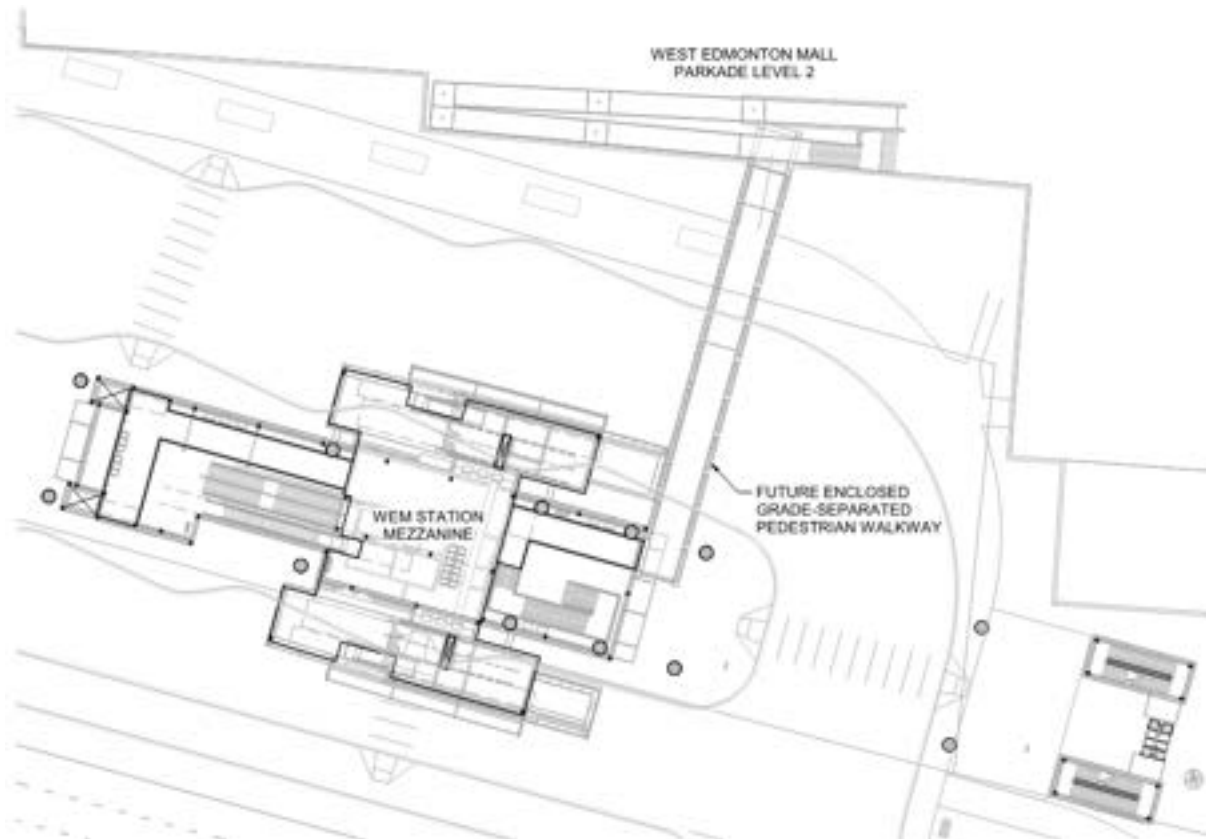 WEST EDMONTON MALL
PARKADE LEVEL 2
WEM STATION
MEZZANINE
FUTURE ENCLOSED
GRADE-SEPARATED
PEDESTRIAN WALKWAY